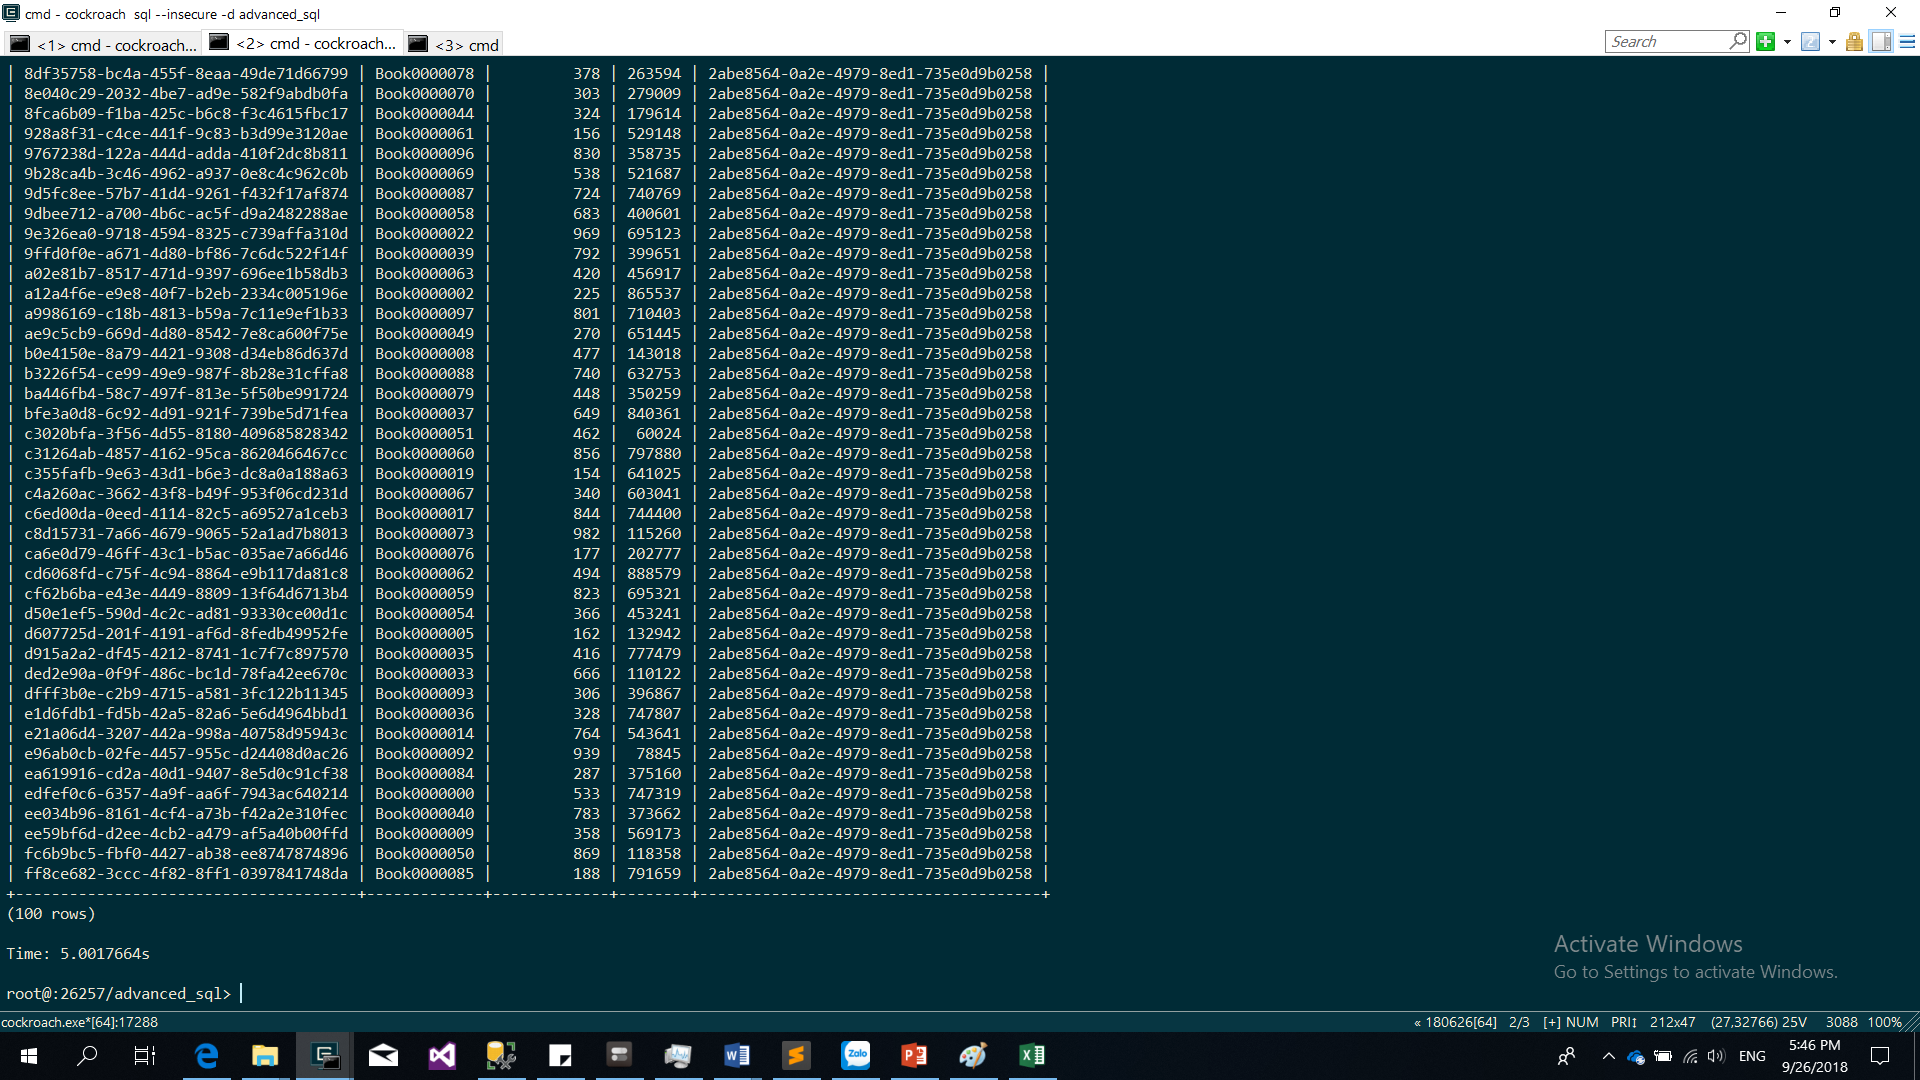 cmd - cockroach  sql --insecure -d advanced_sql
<1> cmd - cockroach... <2> cmd - cockroach... <3> cmd Search
| 8df35758-bc4a-455f-8eaa-49de71d66799 | Book0000078 | 378 | 263594 | 2abe8564-0a2e-4979-8ed1-735e0d9b0258 |
| 8e040c29-2032-4be7-ad9e-582f9abdb0fa | Book0000070 | 303 | 279009 | 2abe8564-0a2e-4979-8ed1-735e0d9b0258 |
| 8fca6b09-f1ba-425c-b6c8-f3c4615fbc17 | Book0000044 | 324 | 179614 | 2abe8564-0a2e-4979-8ed1-735e0d9b0258 |
| 928a8f31-c4ce-441f-9c83-b3d99e3120ae | Book0000061 | 156 | 529148 | 2abe8564-0a2e-4979-8ed1-735e0d9b0258 |
| 9767238d-122a-444d-adda-410f2dc8b811 | Book0000096 | 830 | 358735 | 2abe8564-0a2e-4979-8ed1-735e0d9b0258 |
| 9b28ca4b-3c46-4962-a937-0e8c4c962c0b | Book0000069 | 538 | 521687 | 2abe8564-0a2e-4979-8ed1-735e0d9b0258 |
| 9d5fc8ee-57b7-41d4-9261-f432f17af874 | Book0000087 | 724 | 740769 | 2abe8564-0a2e-4979-8ed1-735e0d9b0258 |
| 9dbee712-a700-4b6c-ac5f-d9a2482288ae | Book0000058 | 683 | 400601 | 2abe8564-0a2e-4979-8ed1-735e0d9b0258 |
| 9e326ea0-9718-4594-8325-c739affa310d | Book0000022 | 969 | 695123 | 2abe8564-0a2e-4979-8ed1-735e0d9b0258 |
| 9ffd0f0e-a671-4d80-bf86-7c6dc522f14f | Book0000039 | 792 | 399651 | 2abe8564-0a2e-4979-8ed1-735e0d9b0258 |
| a02e81b7-8517-471d-9397-696ee1b58db3 | Book0000063 | 420 | 456917 | 2abe8564-0a2e-4979-8ed1-735e0d9b0258 |
| a12a4f6e-e9e8-40f7-b2eb-2334c005196e | Book0000002 | 225 | 865537 | 2abe8564-0a2e-4979-8ed1-735e0d9b0258 |
| a9986169-c18b-4813-b59a-7c11e9ef1b33 | Book0000097 | 801 | 710403 | 2abe8564-0a2e-4979-8ed1-735e0d9b0258 |
| ae9c5cb9-669d-4d80-8542-7e8ca600f75e | Book0000049 | 270 | 651445 | 2abe8564-0a2e-4979-8ed1-735e0d9b0258 |
| b0e4150e-8a79-4421-9308-d34eb86d637d | Book0000008 | 477 | 143018 | 2abe8564-0a2e-4979-8ed1-735e0d9b0258 |
| b3226f54-ce99-49e9-987f-8b28e31cffa8 | Book0000088 | 740 | 632753 | 2abe8564-0a2e-4979-8ed1-735e0d9b0258 |
| ba446fb4-58c7-497f-813e-5f50be991724 | Book0000079 | 448 | 350259 | 2abe8564-0a2e-4979-8ed1-735e0d9b0258 |
| bfe3a0d8-6c92-4d91-921f-739be5d71fea | Book0000037 | 649 | 840361 | 2abe8564-0a2e-4979-8ed1-735e0d9b0258 |
| c3020bfa-3f56-4d55-8180-409685828342 | Book0000051 | 462 | 60024 | 2abe8564-0a2e-4979-8ed1-735e0d9b0258 |
| c31264ab-4857-4162-95ca-8620466467cc | Book0000060 | 856 | 797880 | 2abe8564-0a2e-4979-8ed1-735e0d9b0258 |
| c355fafb-9e63-43d1-b6e3-dc8a0a188a63 | Book0000019 | 154 | 641025 | 2abe8564-0a2e-4979-8ed1-735e0d9b0258 |
| c4a260ac-3662-43f8-b49f-953f06cd231d | Book0000067 | 340 | 603041 | 2abe8564-0a2e-4979-8ed1-735e0d9b0258 |
| c6ed00da-0eed-4114-82c5-a69527a1ceb3 | Book0000017 | 844 | 744400 | 2abe8564-0a2e-4979-8ed1-735e0d9b0258 |
| c8d15731-7a66-4679-9065-52a1ad7b8013 | Book0000073 | 982 | 115260 | 2abe8564-0a2e-4979-8ed1-735e0d9b0258 |
| ca6e0d79-46ff-43c1-b5ac-035ae7a66d46 | Book0000076 | 177 | 202777 | 2abe8564-0a2e-4979-8ed1-735e0d9b0258 |
| cd6068fd-c75f-4c94-8864-e9b117da81c8 | Book0000062 | 494 | 888579 | 2abe8564-0a2e-4979-8ed1-735e0d9b0258 |
| cf62b6ba-e43e-4449-8809-13f64d6713b4 | Book0000059 | 823 | 695321 | 2abe8564-0a2e-4979-8ed1-735e0d9b0258 |
| d50e1ef5-590d-4c2c-ad81-93330ce00d1c | Book0000054 | 366 | 453241 | 2abe8564-0a2e-4979-8ed1-735e0d9b0258 |
| d607725d-201f-4191-af6d-8fedb49952fe | Book0000005 | 162 | 132942 | 2abe8564-0a2e-4979-8ed1-735e0d9b0258 |
| d915a2a2-df45-4212-8741-1c7f7c897570 | Book0000035 | 416 | 777479 | 2abe8564-0a2e-4979-8ed1-735e0d9b0258 |
| ded2e90a-0f9f-486c-bc1d-78fa42ee670c | Book0000033 | 666 | 110122 | 2abe8564-0a2e-4979-8ed1-735e0d9b0258 |
| dfff3b0e-c2b9-4715-a581-3fc122b11345 | Book0000093 | 306 | 396867 | 2abe8564-0a2e-4979-8ed1-735e0d9b0258 |
| e1d6fdb1-fd5b-42a5-82a6-5e6d4964bbd1 | Book0000036 | 328 | 747807 | 2abe8564-0a2e-4979-8ed1-735e0d9b0258 |
| e21a06d4-3207-442a-998a-40758d95943c | Book0000014 | 764 | 543641 | 2abe8564-0a2e-4979-8ed1-735e0d9b0258 |
| e96ab0cb-02fe-4457-955c-d24408d0ac26 | Book0000092 | 939 | 78845 | 2abe8564-0a2e-4979-8ed1-735e0d9b0258 |
| ea619916-cd2a-40d1-9407-8e5d0c91cf38 | Book0000084 | 287 | 375160 | 2abe8564-0a2e-4979-8ed1-735e0d9b0258 |
| edfef0c6-6357-4a9f-aa6f-7943ac640214 | Book0000000 | 533 | 747319 | 2abe8564-0a2e-4979-8ed1-735e0d9b0258 |
| ee034b96-8161-4cf4-a73b-f42a2e310fec | Book0000040 | 783 | 373662 | 2abe8564-0a2e-4979-8ed1-735e0d9b0258 |
| ee59bf6d-d2ee-4cb2-a479-af5a40b00ffd | Book0000009 | 358 | 569173 | 2abe8564-0a2e-4979-8ed1-735e0d9b0258 |
| fc6b9bc5-fbf0-4427-ab38-ee8747874896 | Book0000050 | 869 | 118358 | 2abe8564-0a2e-4979-8ed1-735e0d9b0258 |
| ff8ce682-3ccc-4f82-8ff1-0397841748da | Book0000085 | 188 | 791659 | 2abe8564-0a2e-4979-8ed1-735e0d9b0258 |
+--------------------------------------+-------------+-------------+--------+--------------------------------------+
(100 rows)
Time: 5.0017664s
Activate Windows
Go to Settings to activate Windows.
root@:26257/advanced_sql>
cockroach.exe*[64]:17288 « 180626[64] 2/3 [+] NUM PRI↕ 212x47 (27,32766) 25V 3088 100%
Zalo ENG 5:46 PM
9/26/2018